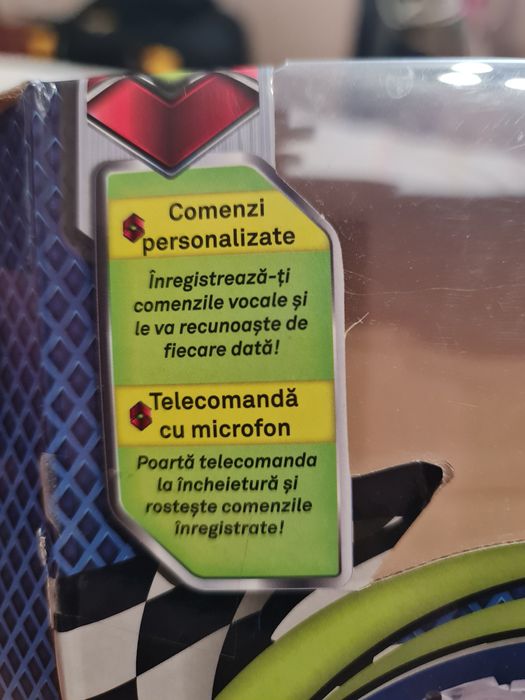 Comenzi
personalizate
Înregistrează-ți
comenzile vocale și
le va recunoaște de
fiecare dată!
Telecomandă
cu microfon
Poartă telecomanda
la încheietură și
rostește comenzile
înregistrate!